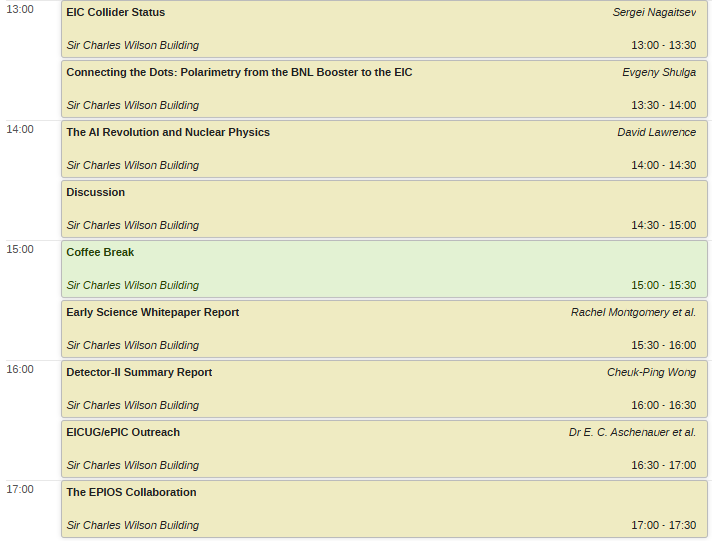 13:00
EIC Collider Status Sergei Nagaitsev
Sir Charles Wilson Building 13:00 - 13:30
Connecting the Dots: Polarimetry from the BNL Booster to the EIC Evgeny Shulga
Sir Charles Wilson Building 13:30 - 14:00
14:00
The AI Revolution and Nuclear Physics David Lawrence
Sir Charles Wilson Building 14:00 - 14:30
Discussion
Sir Charles Wilson Building 14:30 - 15:00
15:00
Coffee Break
Sir Charles Wilson Building 15:00 - 15:30
Early Science Whitepaper Report Rachel Montgomery et al.
Sir Charles Wilson Building 15:30 - 16:00
16:00
Detector-II Summary Report Cheuk-Ping Wong
Sir Charles Wilson Building 16:00 - 16:30
EICUG/ePIC Outreach Dr E. C. Aschenauer et al.
Sir Charles Wilson Building 16:30 - 17:00
17:00
The EPIOS Collaboration
Sir Charles Wilson Building 17:00 - 17:30